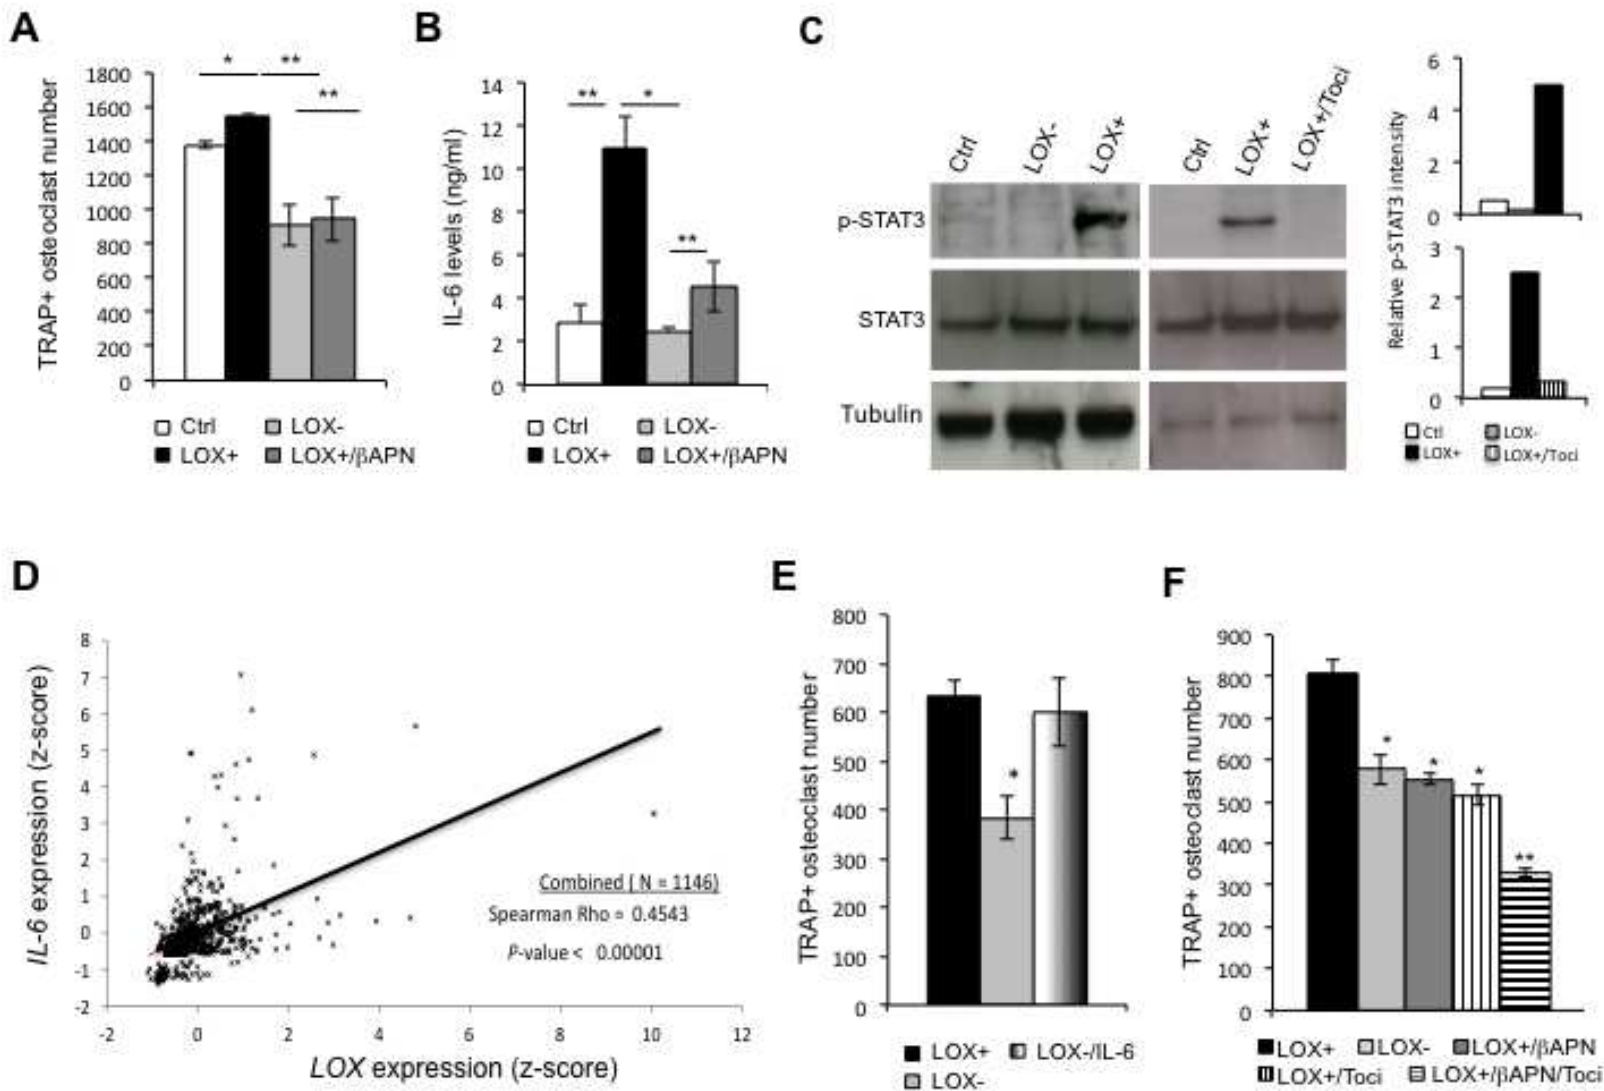 A
TRAP+ osteoclast number
1800
1600
1400
1200
1000
800
600
400
200
0
* **
**
Ctrl LOX-
LOX+ LOX+/βAPN
B
IL-6 levels (ng/ml)
14
12
10
8
6
4
2
0
** *
**
Ctrl LOX-
LOX+ LOX+/βAPN
C
Ctrl LOX- LOX+ Ctrl LOX+ LOX+/Toci
p-STAT3
STAT3
Tubulin
Relative p-STAT3 intensity
6
4
2
0
3
2
1
0
Ctl LOX-
LOX+ LOX+/Toci
D
IL-6 expression (z-score)
8
7
6
5
4
3
2
1
0
-1
-2
-2 0 2 4 6 8 10 12
Combined ( N = 1146)
Spearman Rho = 0.4543
P-value < 0.00001
LOX expression (z-score)
E
TRAP+ osteoclast number
800
700
600
500
400
300
200
100
0
*
LOX+ LOX-/IL-6
LOX-
F
TRAP+ osteoclast number
900
800
700
600
500
400
300
200
100
0
* * * **
LOX+ LOX- LOX+/βAPN
LOX+/Toci LOX+/βAPN/Toci